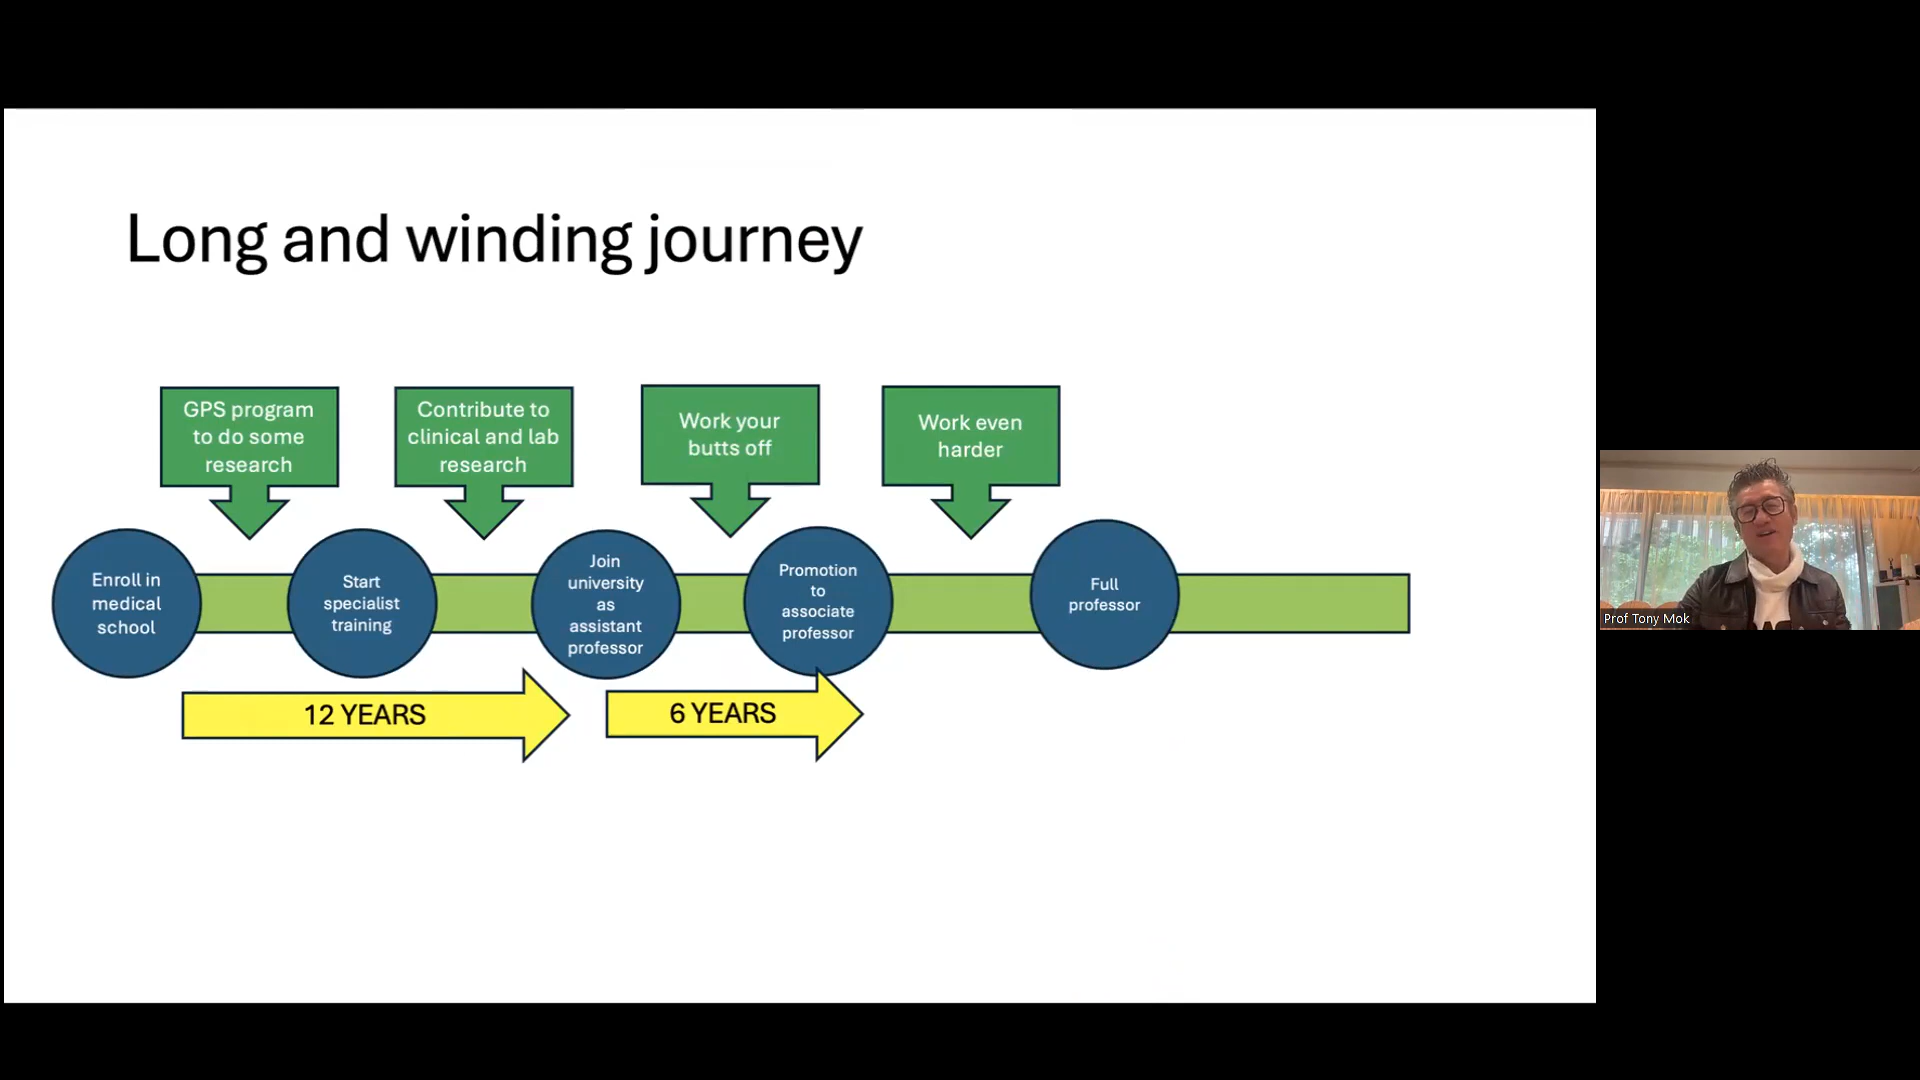 Long and winding journey
GPS program
to do some
research
Contribute to
clinical and lab
research
Work your
butts off
Work even
harder
Enroll in
medical
school
Start
specialist
training
Join
university
as
assistant
professor
Promotion
to
associate
professor
Full
professor
12 YEARS
6 YEARS
Prof Tony Mok